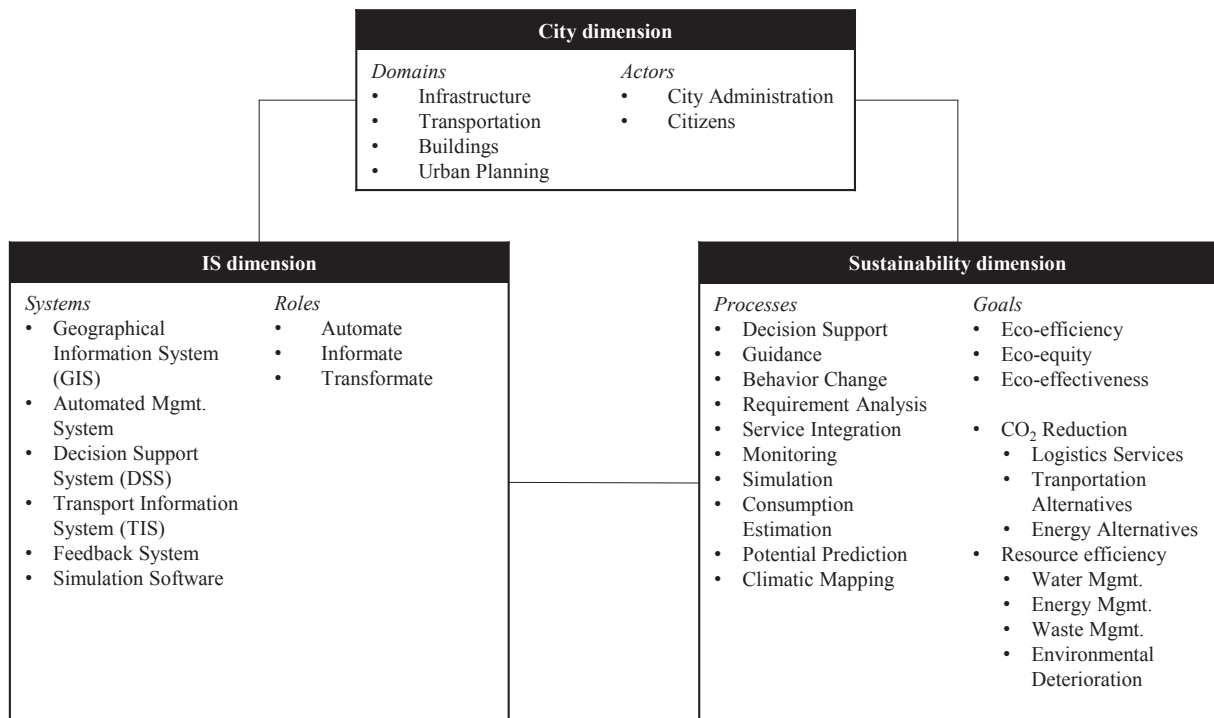 City dimension
Domains
• Infrastructure
• Transportation
• Buildings
• Urban Planning
Actors
• City Administration
• Citizens
IS dimension
Systems
• Geographical
Information System
(GIS)
• Automated Mgmt.
System
• Decision Support
System (DSS)
• Transport Information
System (TIS)
• Feedback System
• Simulation Software
Roles
• Automate
• Informate
• Transformate
Sustainability dimension
Processes
• Decision Support
• Guidance
• Behavior Change
• Requirement Analysis
• Service Integration
• Monitoring
• Simulation
• Consumption
Estimation
• Potential Prediction
• Climatic Mapping
Goals
• Eco-efficiency
• Eco-equity
• Eco-effectiveness
• CO₂ Reduction
• Logistics Services
• Tranportation
Alternatives
• Energy Alternatives
• Resource efficiency
• Water Mgmt.
• Energy Mgmt.
• Waste Mgmt.
• Environmental
Deterioration